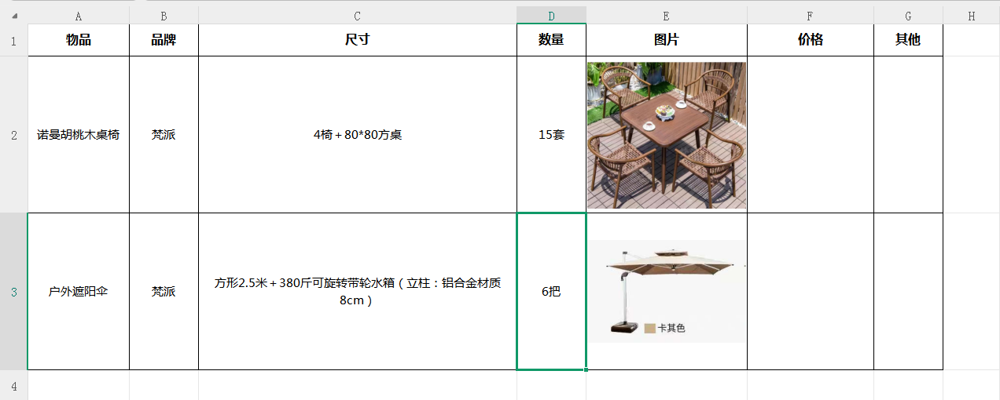 A B C D E F G H
1 物品 品牌 尺寸 数量 图片 价格 其他
2 诺曼胡桃木桌椅 梵派 4椅＋80*80方桌 15套
3 户外遮阳伞 梵派 方形2.5米＋380斤可旋转带轮水箱（立柱：铝合金材质
8cm） 6把
卡其色
4